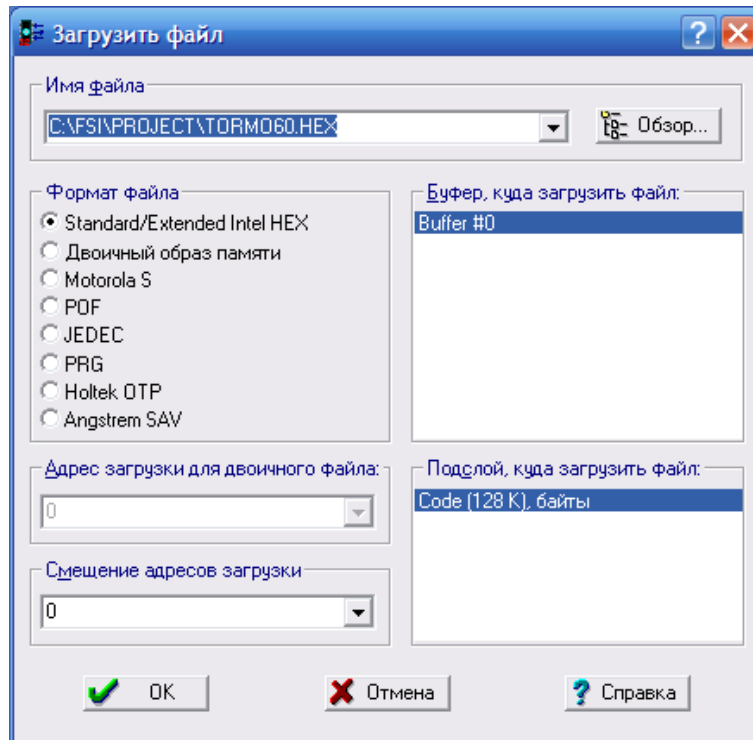 Загрузить файл
Имя файла
C:\FSI\PROJECT\TORMO60.HEX
Обзор...
Формат файла
Standard/Extended Intel HEX
Двоичный образ памяти
Motorola S
POF
JEDEC
PRG
Holtek OTP
Angstrem SAV
Буфер, куда загрузить файл:
Buffer #0
Адрес загрузки для двоичного файла:
0
Подслой, куда загрузить файл:
Code (128 K), байты
Смещение адресов загрузки
0
OK
Отмена
Справка